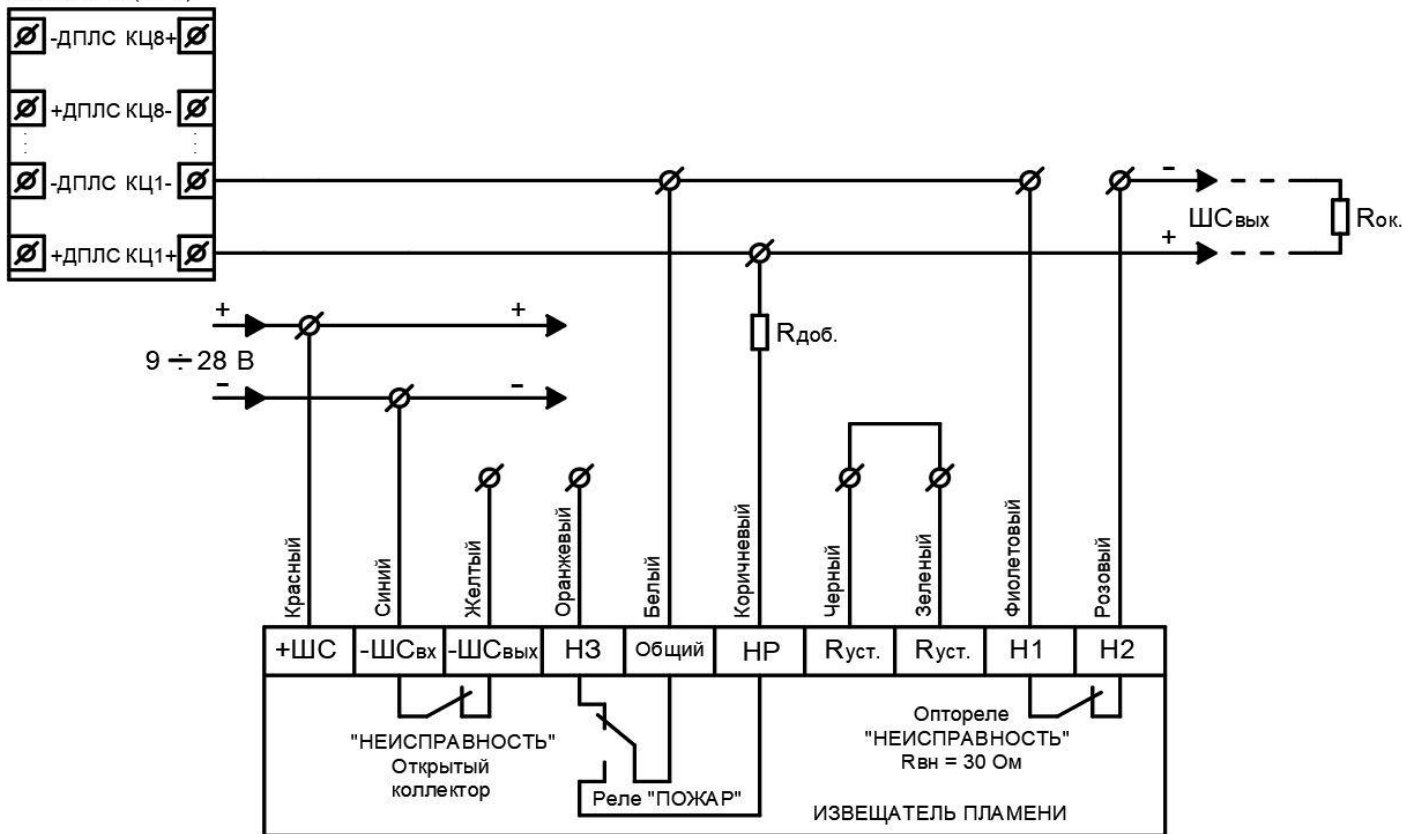 -ДПЛС КЦ8+
+ДПЛС КЦ8-
-ДПЛС КЦ1-
+ДПЛС КЦ1+
-
ШСвых
+
Rок.
+ +
9 ÷ 28 В
- -
Rдоб.
Красный
Синий
Желтый
Оранжевый
Белый
Коричневый
Черный
Зеленый
Фиолетовый
Розовый
+ШС -ШСвх -ШСвых НЗ Общий НР Rуст. Rуст. Н1 Н2
"НЕИСПРАВНОСТЬ"
Открытый
коллектор
Реле "ПОЖАР"
Оптореле
"НЕИСПРАВНОСТЬ"
Rвн = 30 Ом
ИЗВЕЩАТЕЛЬ ПЛАМЕНИ